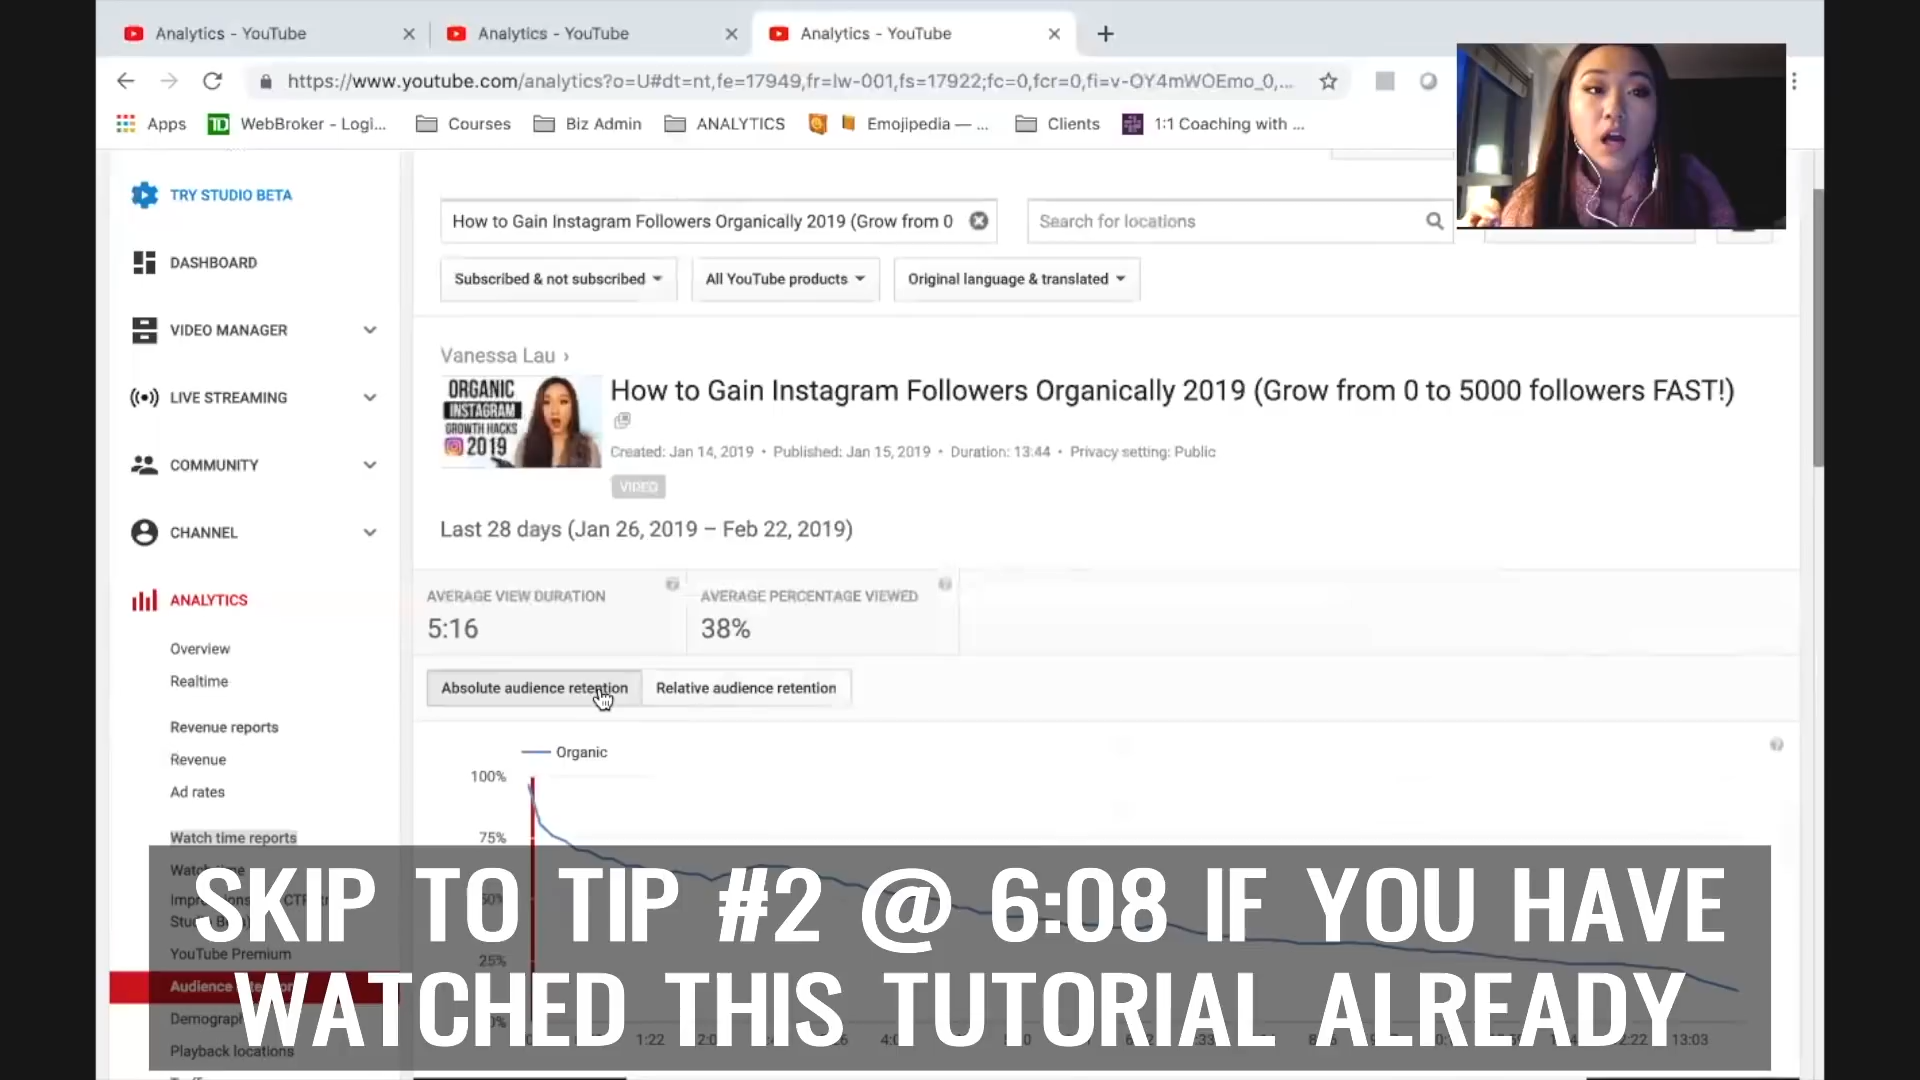 Analytics - YouTube
Analytics - YouTube
Analytics - YouTube
https://www.youtube.com/analytics?o=U#dt=nt,fe=17949,fr=lw-001,fs=17922;fc=0,fcr=0,fi=v-OY4mWOEmo_0,...
Apps
TD WebBroker - Logi...
Courses
Biz Admin
ANALYTICS
Emojipedia — ...
Clients
1:1 Coaching with ...
TRY STUDIO BETA
DASHBOARD
VIDEO MANAGER
LIVE STREAMING
COMMUNITY
CHANNEL
ANALYTICS
Overview
Realtime
Revenue reports
Revenue
Ad rates
Watch time reports
YouTube Premium
Audience
Playback locations
How to Gain Instagram Followers Organically 2019 (Grow from 0
Search for locations
Subscribed & not subscribed
All YouTube products
Original language & translated
Vanessa Lau ›
ORGANIC
INSTAGRAM
GROWTH HACKS
2019
How to Gain Instagram Followers Organically 2019 (Grow from 0 to 5000 followers FAST!)
Created: Jan 14, 2019 • Published: Jan 15, 2019 • Duration: 13:44 • Privacy setting: Public
VIDEO
Last 28 days (Jan 26, 2019 – Feb 22, 2019)
AVERAGE VIEW DURATION
5:16
AVERAGE PERCENTAGE VIEWED
38%
Absolute audience retention
Relative audience retention
Organic
100%
75%
25%
1:22
13:03
SKIP TO TIP #2 @ 6:08 IF YOU HAVE
WATCHED THIS TUTORIAL ALREADY